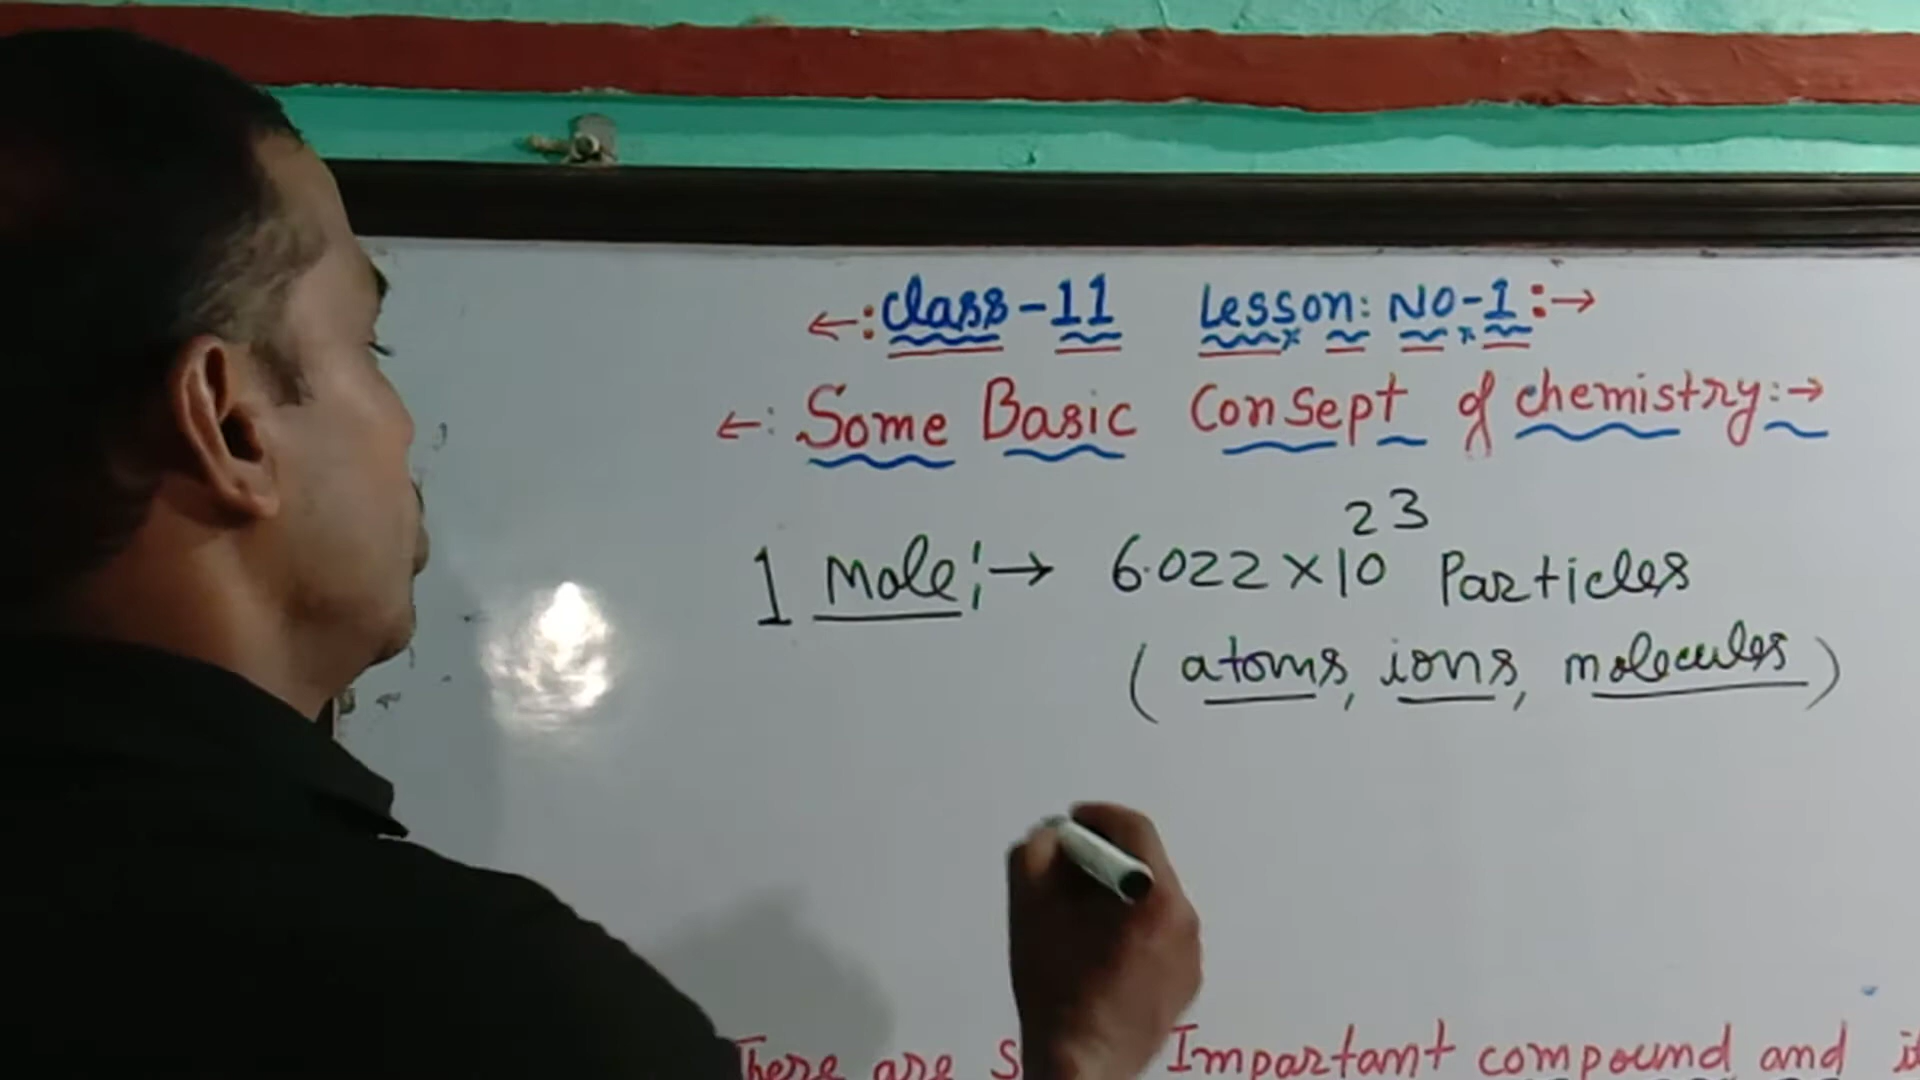 ←:class-11 Lesson: NO-1:→
←: Some Basic Consept of chemistry:→
1 Mole:→ 6.022×10²³ Particles
(atoms, ions, molecules)
There are Impartant compound and